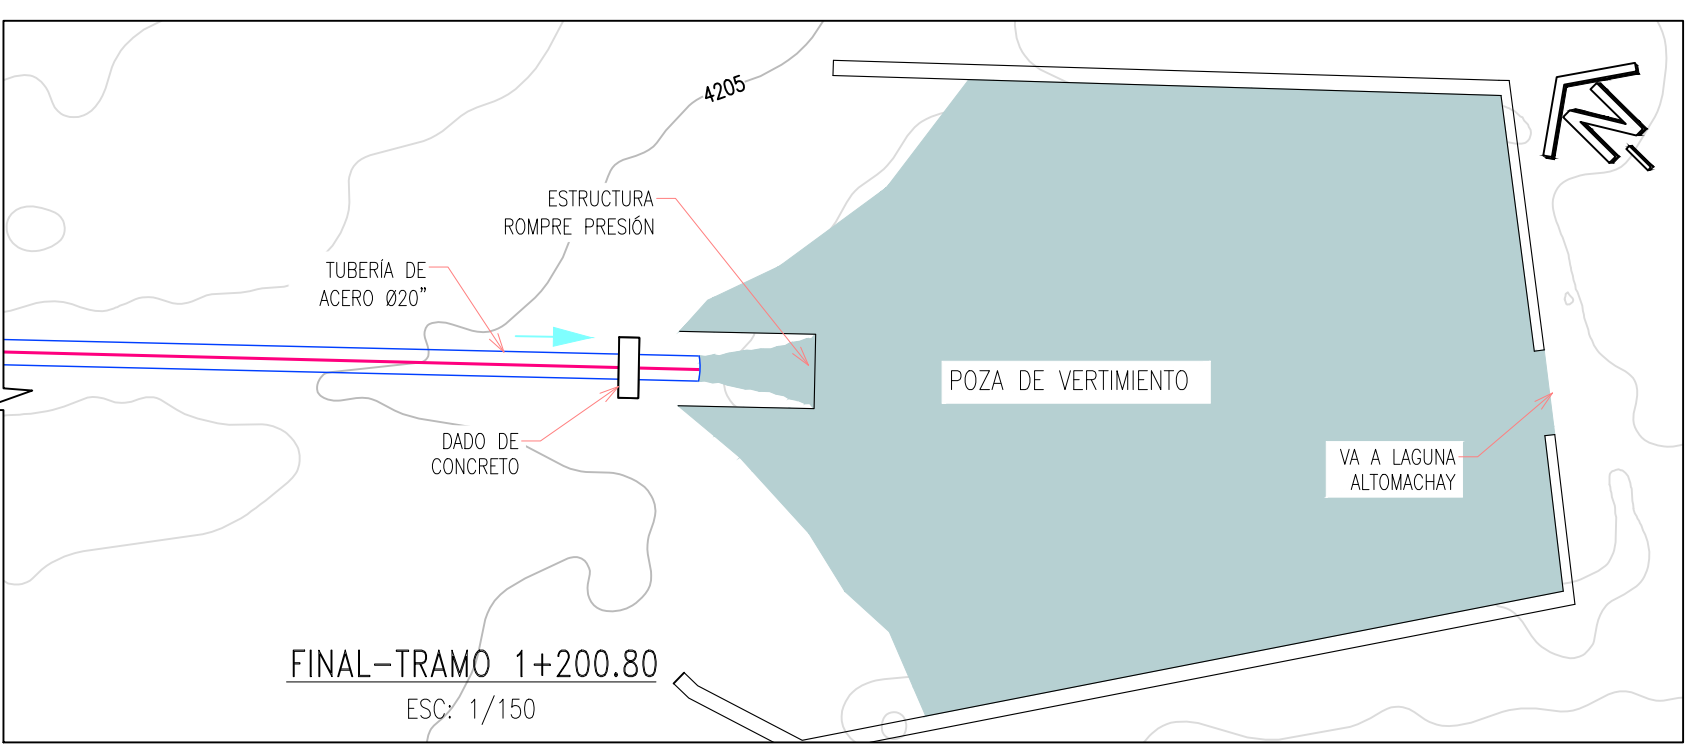 4205
ESTRUCTURA
ROMPRE PRESIÓN
TUBERÍA DE
ACERO Ø20”
POZA DE VERTIMIENTO
DADO DE
CONCRETO
VA A LAGUNA
ALTOMACHAY
FINAL-TRAMO 1+200.80
ESC: 1/150
N.